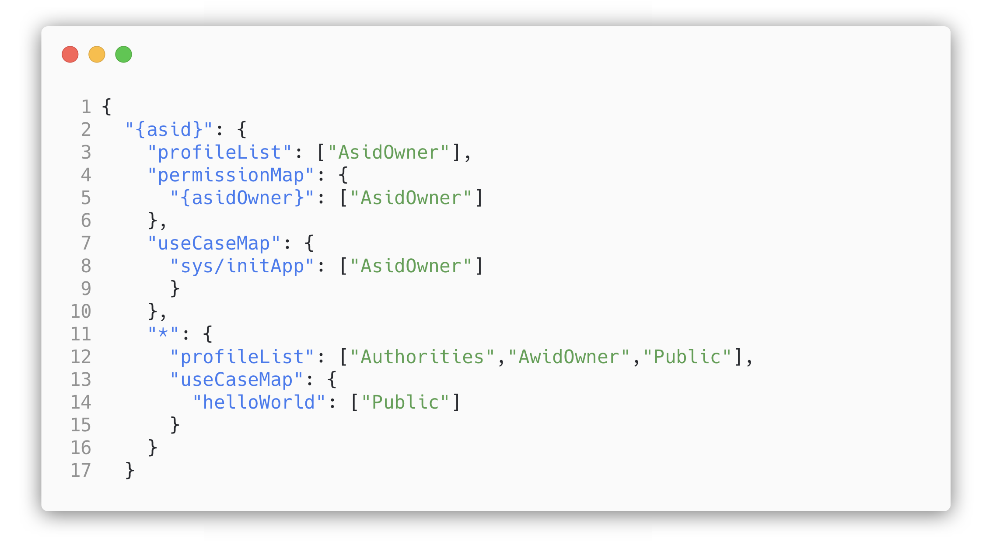 1 {
2   "{asid}": {
3     "profileList": ["AsidOwner"],
4     "permissionMap": {
5       "{asidOwner}": ["AsidOwner"]
6     },
7     "useCaseMap": {
8       "sys/initApp": ["AsidOwner"]
9       }
10     },
11     "*": {
12       "profileList": ["Authorities","AwidOwner","Public"],
13       "useCaseMap": {
14         "helloWorld": ["Public"]
15       }
16     }
17   }